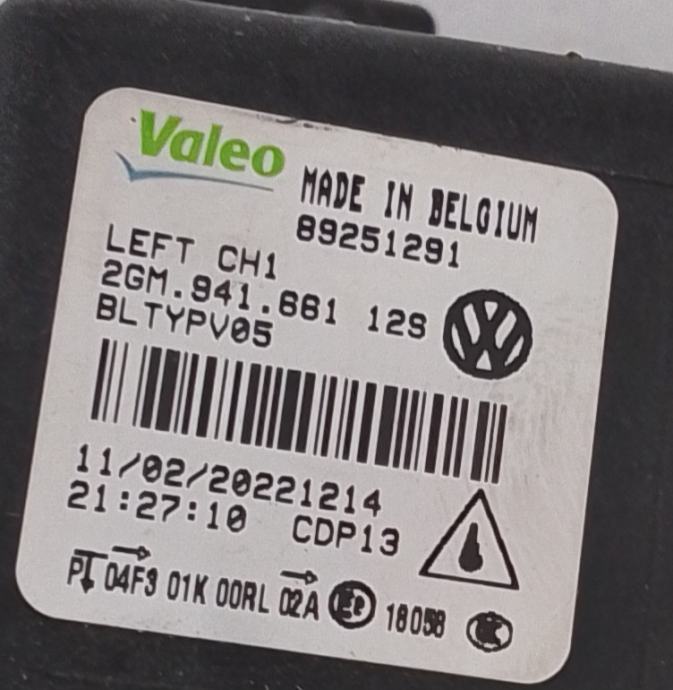 Valeo
MADE IN BELGIUM
89251291
LEFT CH1
2GM.941.661 12S
BLTYPV05
11/02/20221214
21:27:10 CDP13
PL 04F3 01K 00RL 02A 18058